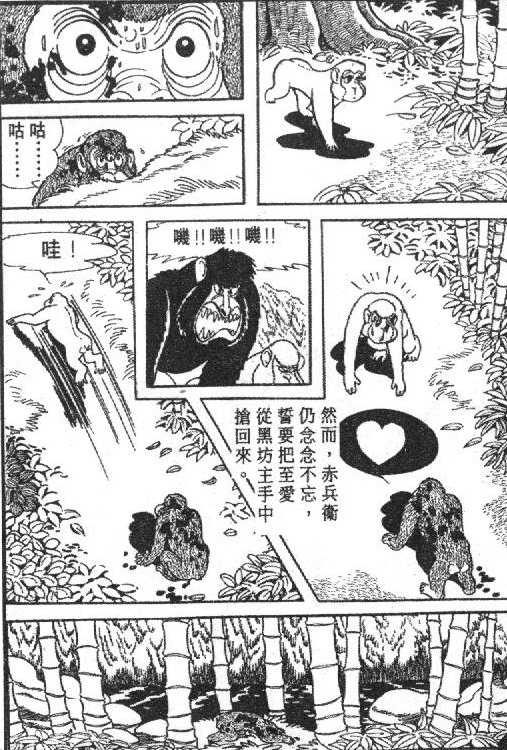 咕……
咕……
然而，赤兵衛
仍念念不忘，
誓要把至愛
從黑坊主手中
搶回來。
嘰!!嘰!!嘰!!
哇！